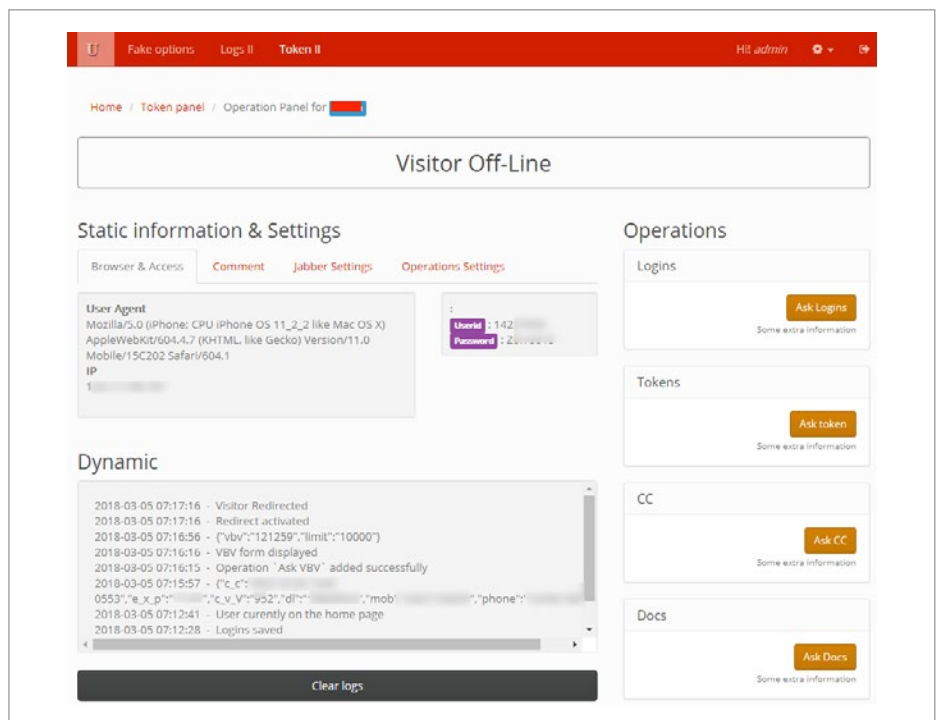 U Fake options Logs II Token II Hi! admin
Home / Token panel / Operation Panel for
Visitor Off-Line
Static information & Settings
Browser & Access Comment Jabber Settings Operations Settings
User Agent
Mozilla/5.0 (iPhone; CPU iPhone OS 11_2_2 like Mac OS X)
AppleWebKit/604.4.7 (KHTML, like Gecko) Version/11.0
Mobile/15C202 Safari/604.1
IP
1
:
Userid : 142
Password :
Dynamic
2018-03-05 07:17:16 - Visitor Redirected
2018-03-05 07:17:16 - Redirect activated
2018-03-05 07:16:56 - {"vbv":"121259","limit":"10000"}
2018-03-05 07:16:16 - VBV form displayed
2018-03-05 07:16:15 - Operation `Ask VBV` added successfully
2018-03-05 07:15:57 - {"c_c":
0553","e_x_p":" ","c_v_V":"952","dl":" ","mob" ","phone":
2018-03-05 07:12:41 - User curently on the home page
2018-03-05 07:12:28 - Logins saved
Clear logs
Operations
Logins
Ask Logins
Some extra information
Tokens
Ask token
Some extra information
CC
Ask CC
Some extra information
Docs
Ask Docs
Some extra information